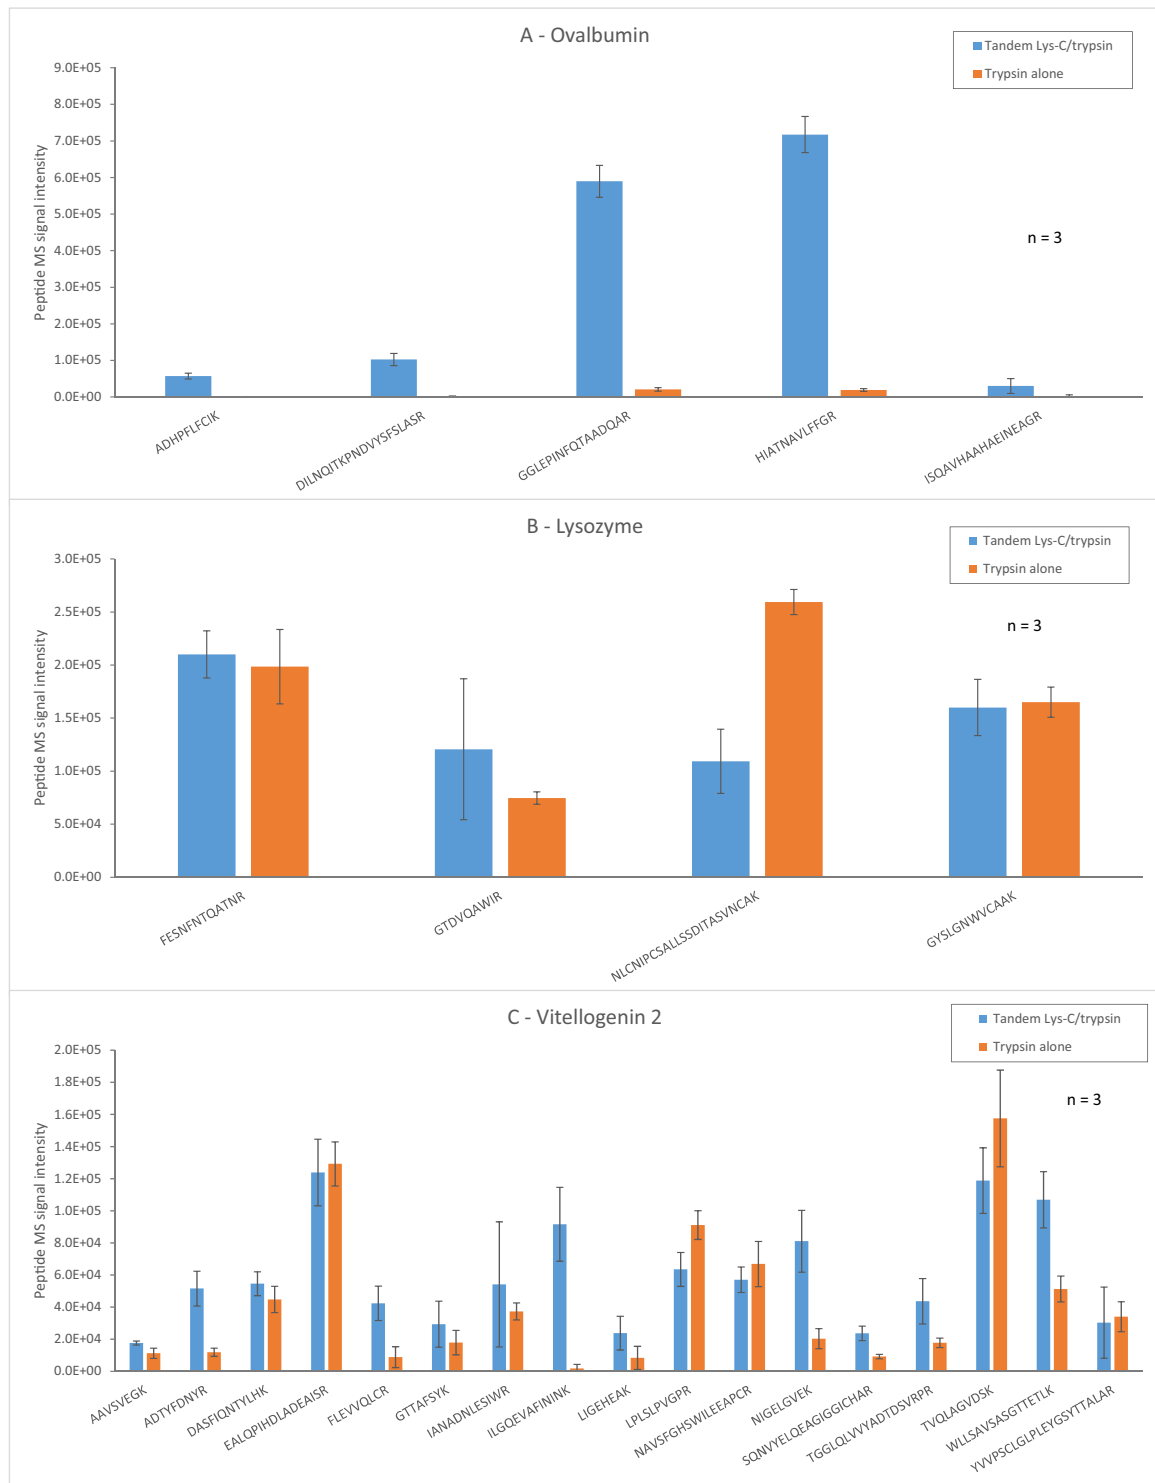 A - Ovalbumin
Tandem Lys-C/trypsin
Trypsin alone
Peptide MS signal intensity
9.0E+05
8.0E+05
7.0E+05
6.0E+05
5.0E+05
4.0E+05
3.0E+05
2.0E+05
1.0E+05
0.0E+00
n = 3
ADHPFLFCIK
DILNQITKPNDVYSFSLASR
GGLEPINFQTAADQAR
HIATNAVLFFGR
ISQAVHAAHAEINEAGR
B - Lysozyme
Tandem Lys-C/trypsin
Trypsin alone
Peptide MS signal intensity
3.0E+05
2.5E+05
2.0E+05
1.5E+05
1.0E+05
5.0E+04
0.0E+00
n = 3
FESNFNTQATNR
GTDVQAWIR
NLCNIPCSALLSSDITASVNCAK
GYSLGNWVCAAK
C - Vitellogenin 2
Tandem Lys-C/trypsin
Trypsin alone
Peptide MS signal intensity
2.0E+05
1.8E+05
1.6E+05
1.4E+05
1.2E+05
1.0E+05
8.0E+04
6.0E+04
4.0E+04
2.0E+04
0.0E+00
n = 3
AAVSVEGK
ADTYFDNYR
DASFIQNTYLHK
EALQPIHDLADEAISR
FLEVVQLCR
GTTAFSYK
IANADNLESIWR
ILGQEVAFININK
LIGEHEAK
LPLSLPVGPR
NAVSFGHSWILEEAPCR
NIGELGVEK
SQNVYELQEAGIGGICHAR
TGGLQLVVYADTDSVRPR
TVQLAGVDSK
WLLSAVSASGTTETLK
YVVPSCLGLPLEYGSYTTALAR